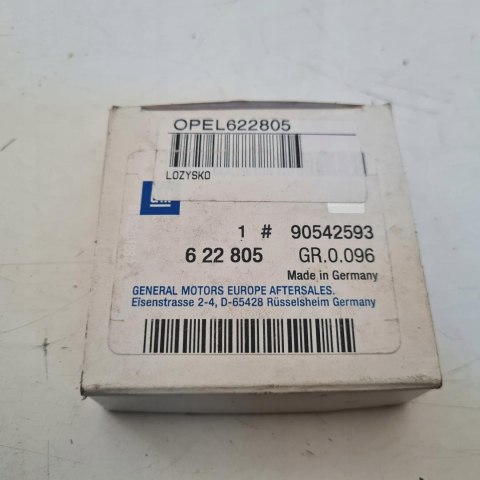 OPEL622805
LOZYSKO
GM
1 # 90542593
6 22 805 GR.0.096
Made in Germany
GENERAL MOTORS EUROPE AFTERSALES.
Eisenstrasse 2-4, D-65428 Rüsselsheim Germany